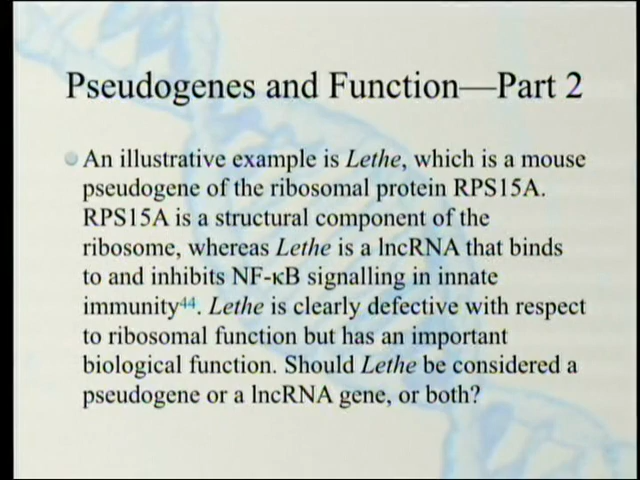 Pseudogenes and Function—Part 2
An illustrative example is Lethe, which is a mouse
pseudogene of the ribosomal protein RPS15A.
RPS15A is a structural component of the
ribosome, whereas Lethe is a lncRNA that binds
to and inhibits NF-κB signalling in innate
immunity⁴⁴. Lethe is clearly defective with respect
to ribosomal function but has an important
biological function. Should Lethe be considered a
pseudogene or a lncRNA gene, or both?